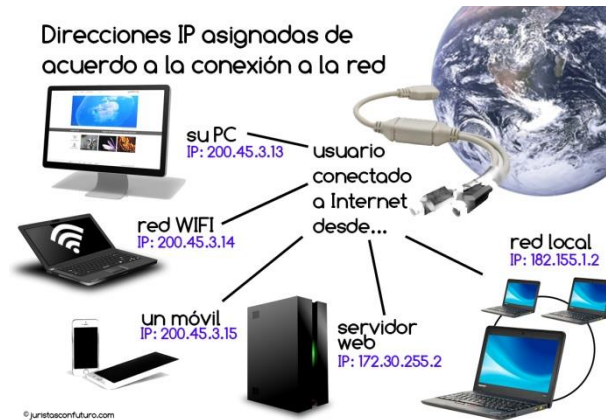 Direcciones IP asignadas de
acuerdo a la conexión a la red
su PC
IP: 200.45.3.13
usuario
conectado
a Internet
desde...
red WIFI
IP: 200.45.3.14
red local
IP: 182.155.1.2
un móvil
IP: 200.45.3.15
servidor
web
IP: 172.30.255.2
©juristasconfuturo.com